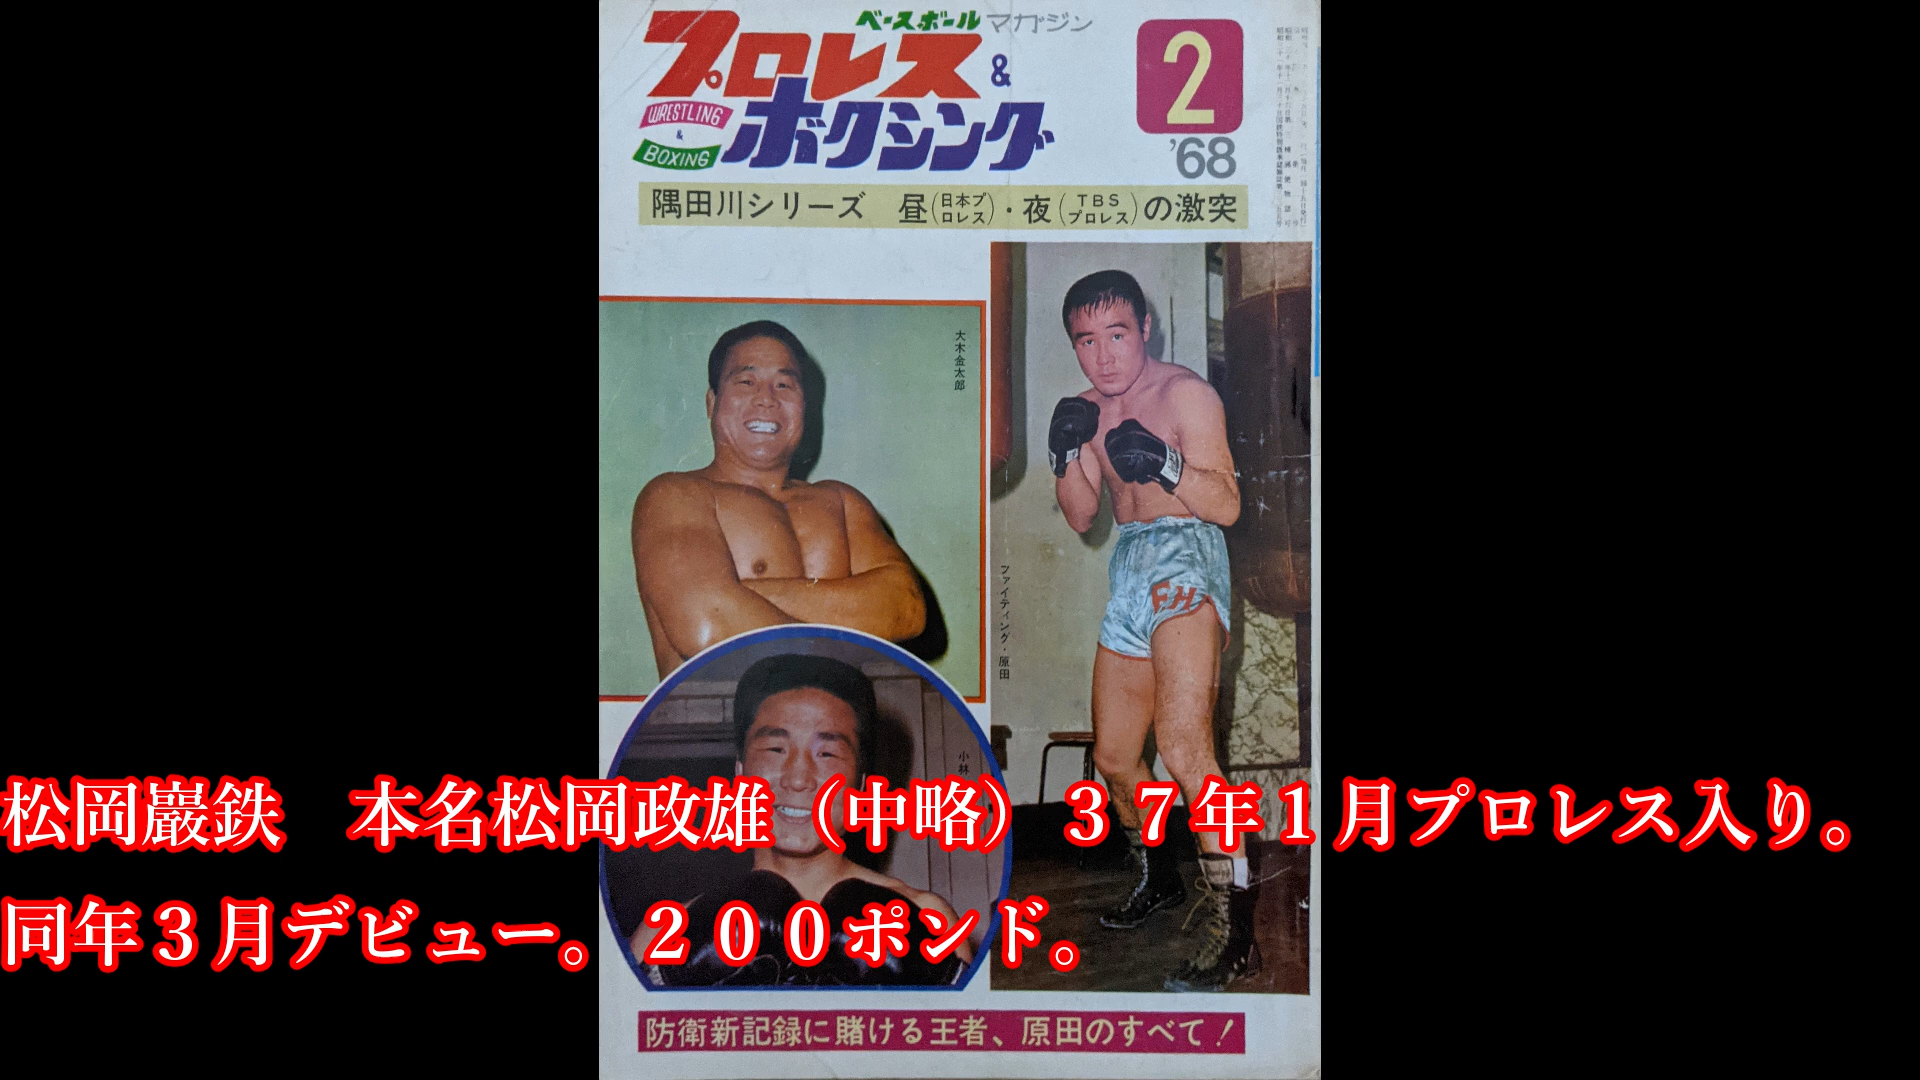 ベースボールマガジン
プロレス&
ボクシング
WRESTLING
&
BOXING
2
'68
隅田川シリーズ 昼(日本プロレス)・夜(TBSプロレス)の激突
大木金太郎
ファイティング・原田
F.H
小林
松岡巖鉄 本名松岡政雄(中略)37年1月プロレス入り。
同年3月デビュー。200ポンド。
防衛新記録に賭ける王者、原田のすべて!